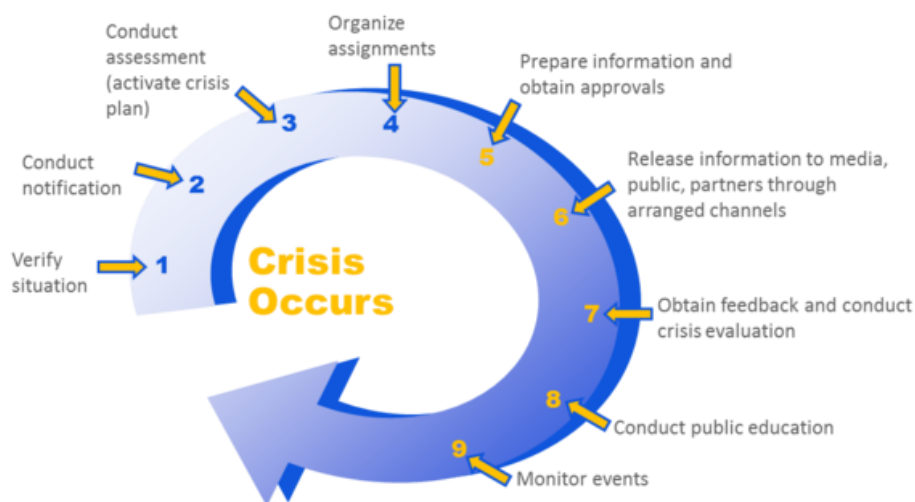 Crisis
Occurs
1
Verify
situation
2
Conduct
notification
3
Conduct
assessment
(activate crisis
plan)
4
Organize
assignments
5
Prepare information and
obtain approvals
6
Release information to media,
public, partners through
arranged channels
7
Obtain feedback and conduct
crisis evaluation
8
Conduct public education
9
Monitor events